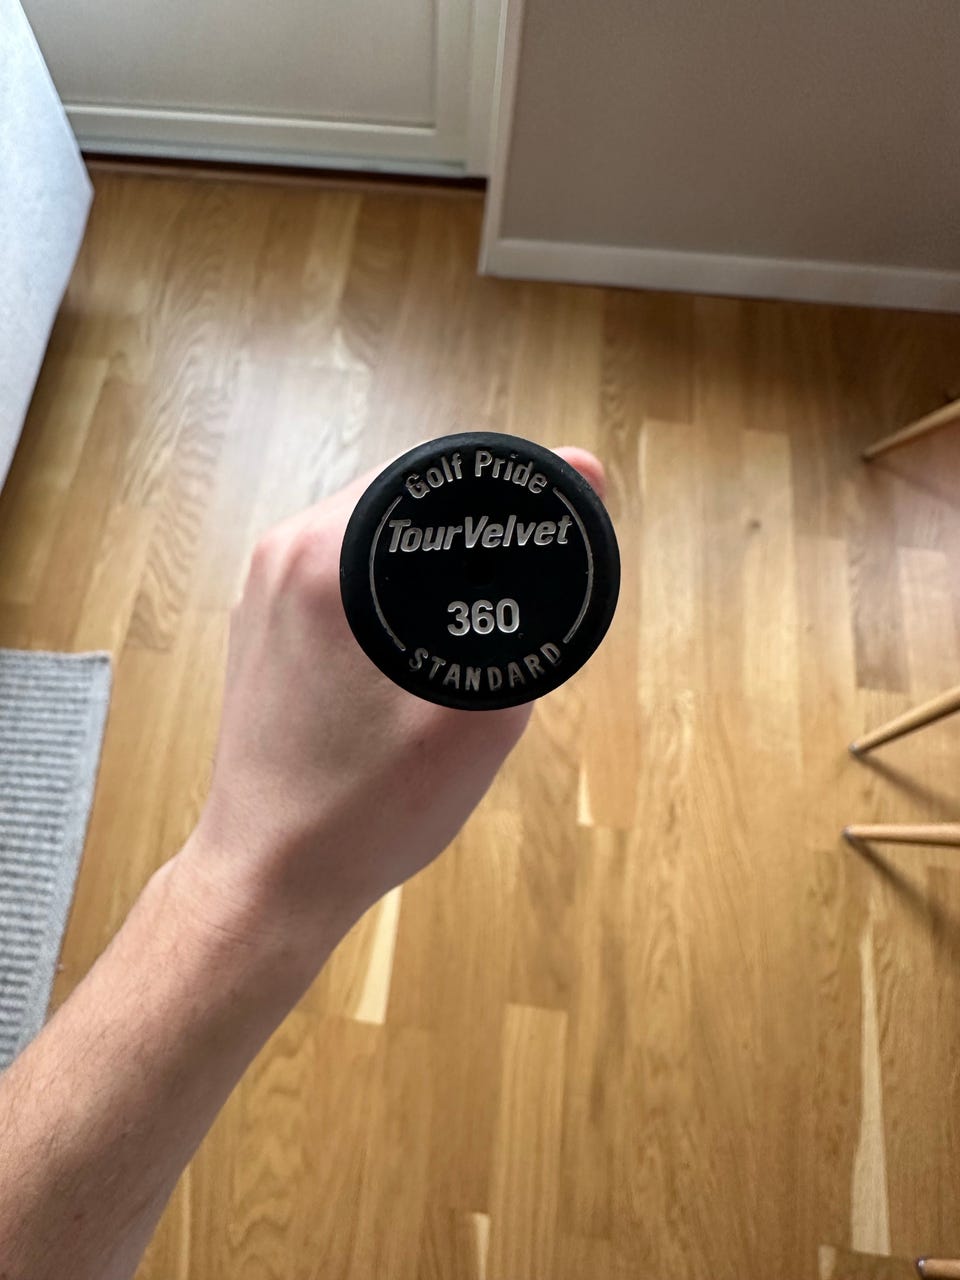 Golf Pride
TourVelvet
360
STANDARD